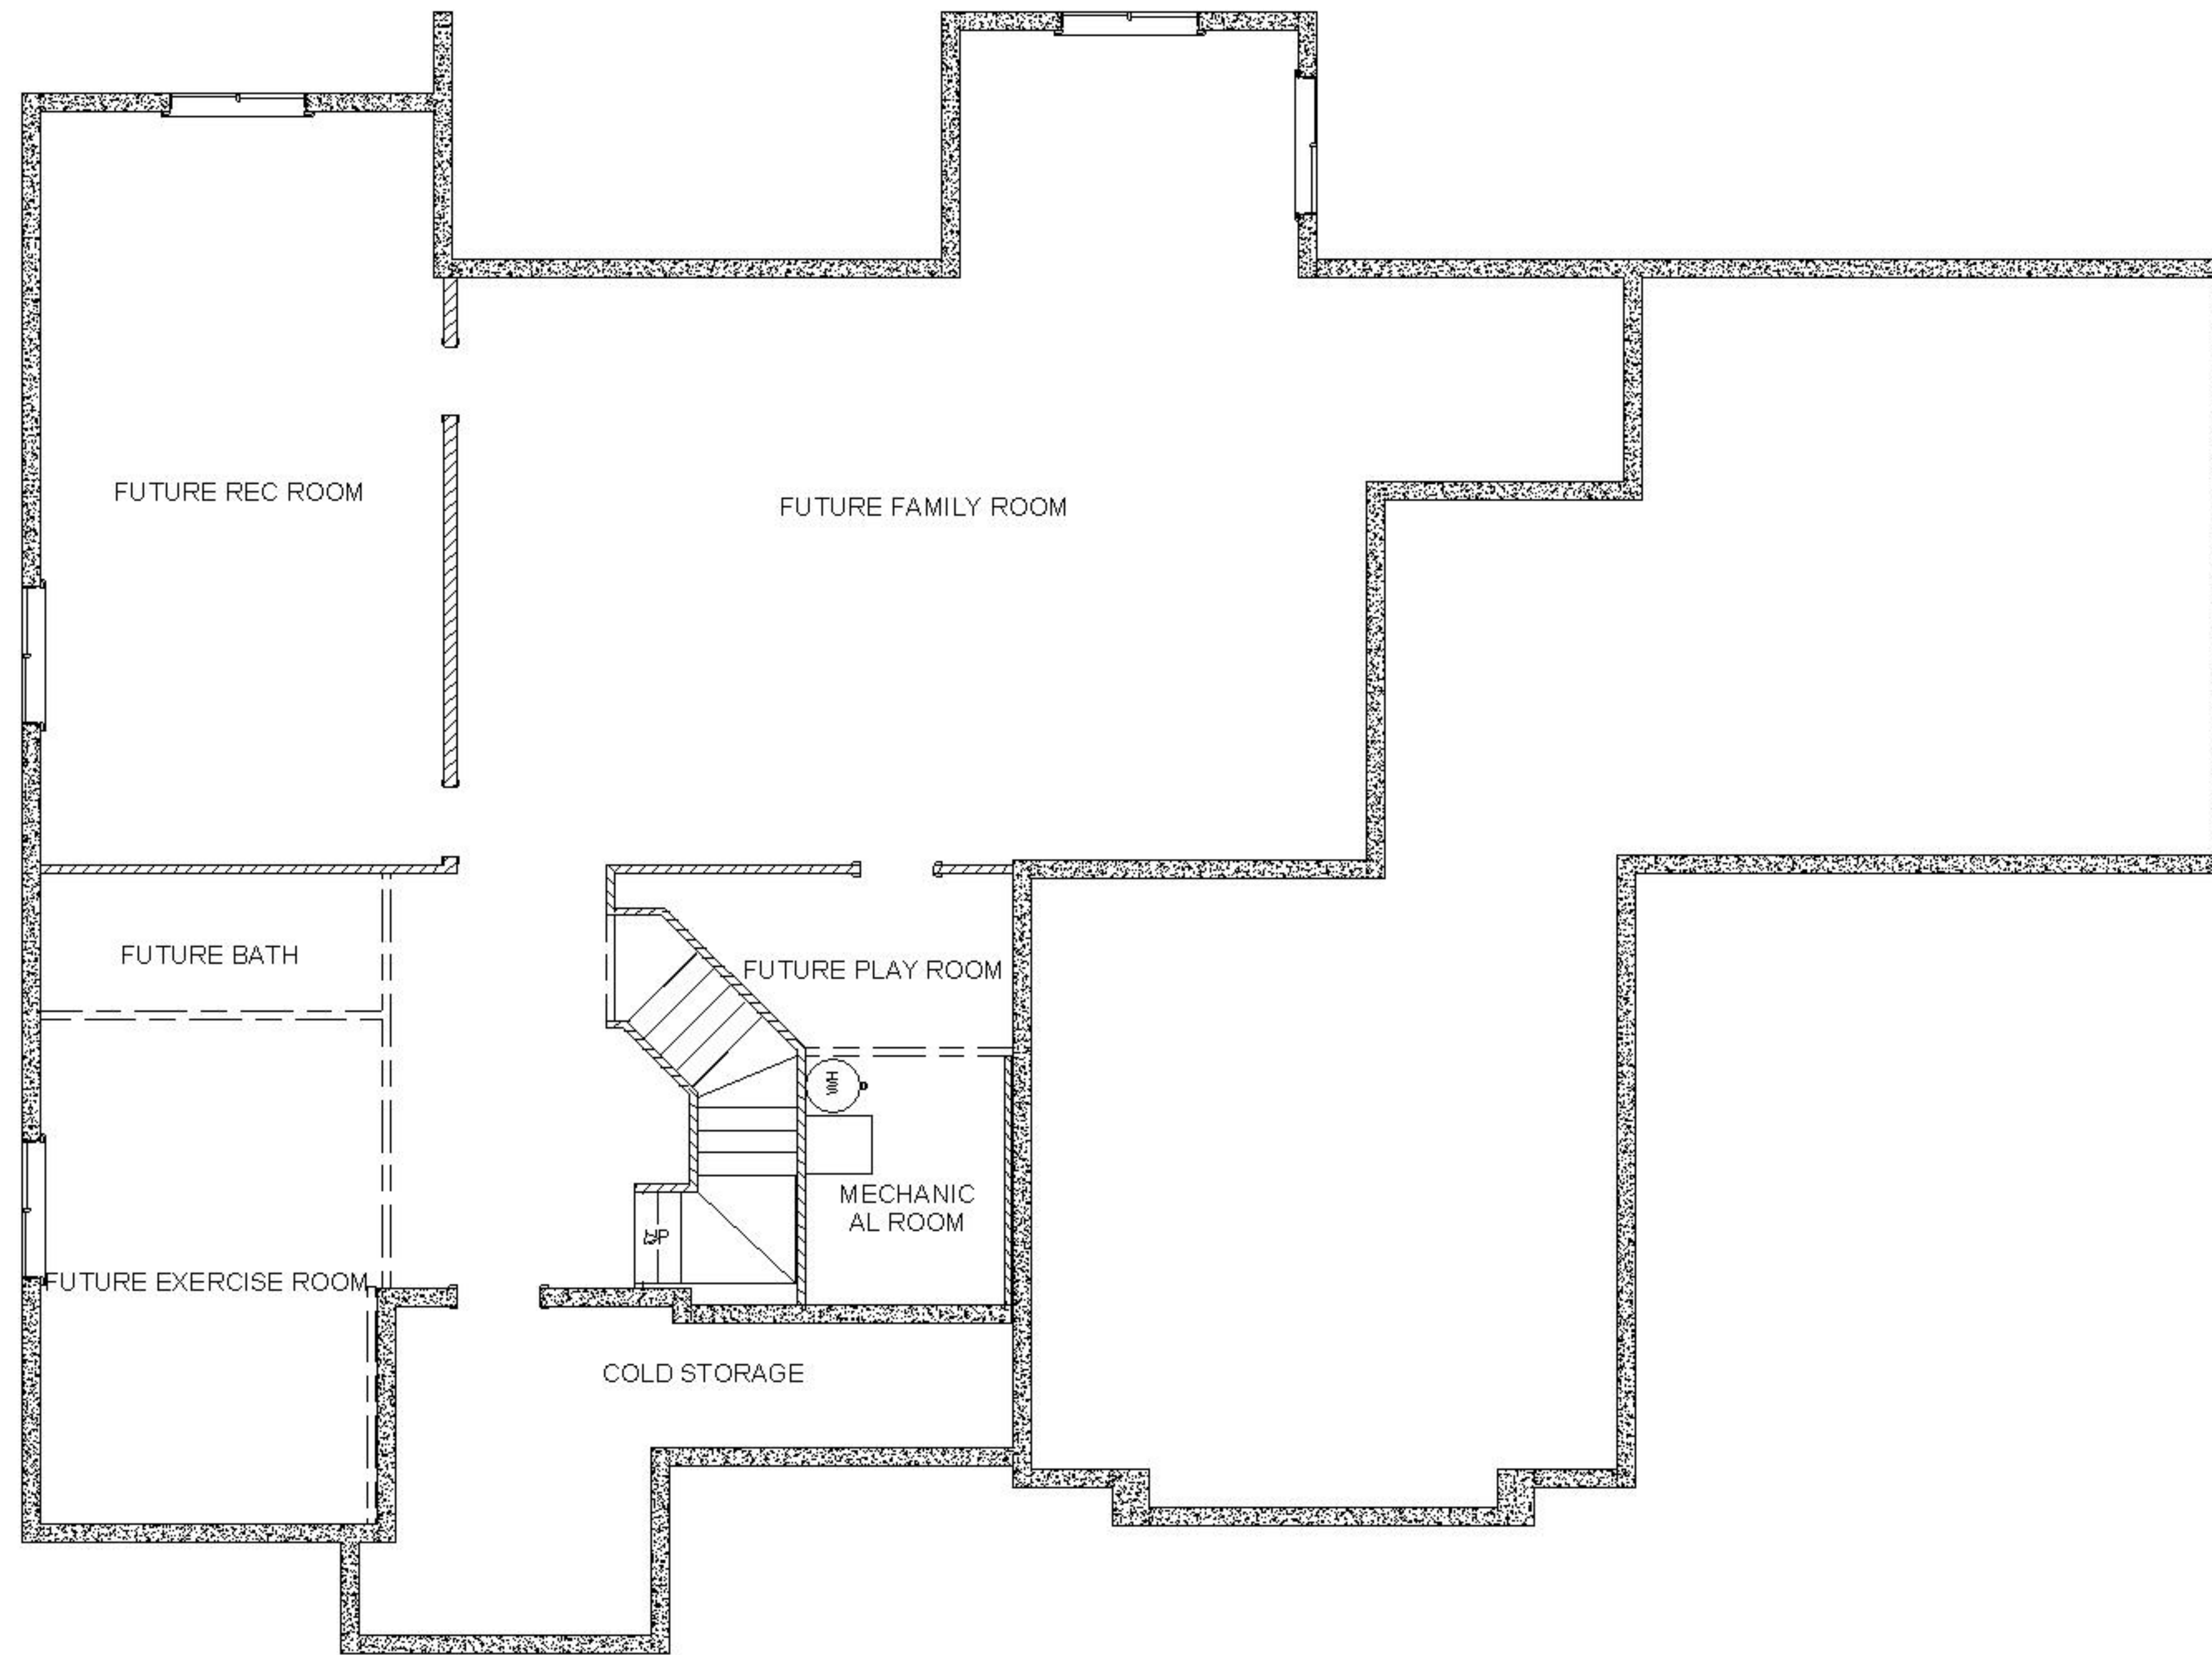 FUTURE REC ROOM
FUTURE FAMILY ROOM
FUTURE BATH
FUTURE PLAY ROOM
WH
MECHANIC
AL ROOM
UP
FUTURE EXERCISE ROOM
COLD STORAGE